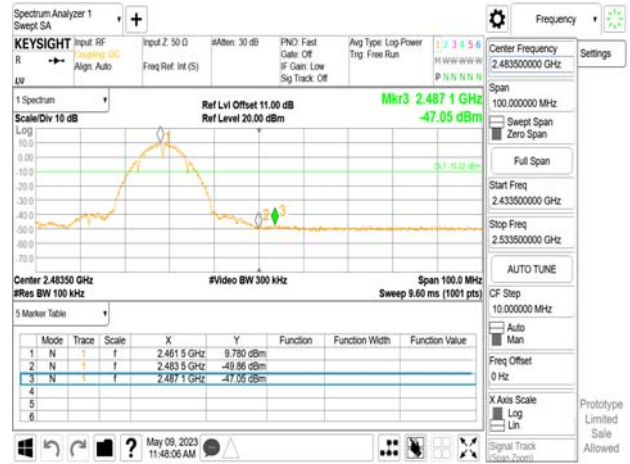 Spectrum Analyzer 1
Swept SA
Frequency
KEYSIGHT Input: RF
Coupling: DC
Align: Auto
R
LW
Input Z: 50 Ω
Freq Ref: Int (S)
#Atten: 30 dB
PNO: Fast
Gate: Off
IF Gain: Low
Sig Track: Off
Avg Type: Log-Power
Trig: Free Run
1 2 3 4 5 6
M W W W W W
P N N N N N
1 Spectrum
Scale/Div 10 dB
Ref Lvl Offset 11.00 dB
Ref Level 20.00 dBm
Mkr3 2.487 1 GHz
-47.05 dBm
Log
10.0
0.00
-10.0
-20.0
-30.0
-40.0
-50.0
-60.0
-70.0
1
2
3
DL1 -10.22 dBm
Center 2.48350 GHz
#Res BW 100 kHz
#Video BW 300 kHz
Span 100.0 MHz
Sweep 9.60 ms (1001 pts)
5 Marker Table
Mode Trace Scale X Y Function Function Width Function Value
1 N 1 f 2.461 5 GHz 9.780 dBm
2 N 1 f 2.483 5 GHz -49.86 dBm
3 N 1 f 2.487 1 GHz -47.05 dBm
4
5
6
May 09, 2023
11:48:06 AM
Center Frequency
2.483500000 GHz
Settings
Span
100.000000 MHz
Swept Span
Zero Span
Full Span
Start Freq
2.433500000 GHz
Stop Freq
2.533500000 GHz
AUTO TUNE
CF Step
10.000000 MHz
Auto
Man
Freq Offset
0 Hz
X Axis Scale
Log
Lin
Signal Track
(Span Zoom)
Prototype
Limited
Sale
Allowed